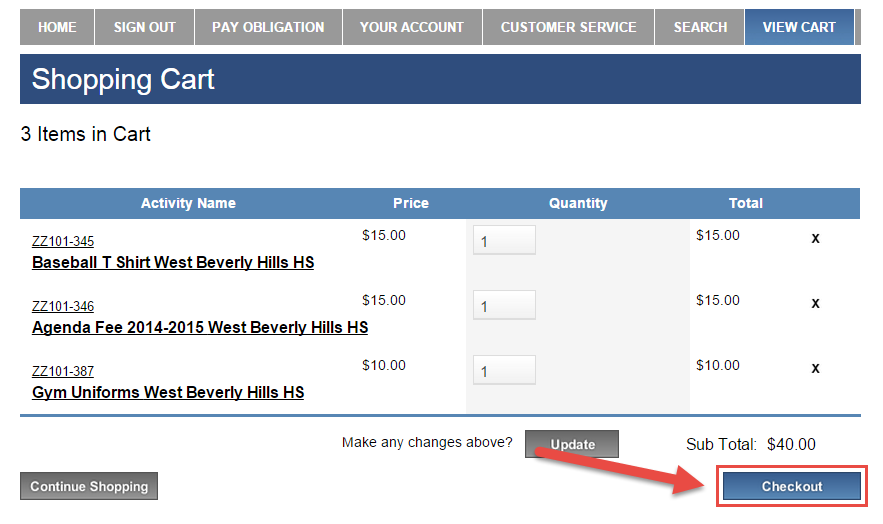 HOME SIGN OUT PAY OBLIGATION YOUR ACCOUNT CUSTOMER SERVICE SEARCH VIEW CART
Shopping Cart
3 Items in Cart
Activity Name Price Quantity Total
ZZ101-345 $15.00 1 $15.00 X
Baseball T Shirt West Beverly Hills HS
ZZ101-346 $15.00 1 $15.00 X
Agenda Fee 2014-2015 West Beverly Hills HS
ZZ101-387 $10.00 1 $10.00 X
Gym Uniforms West Beverly Hills HS
Make any changes above? Update Sub Total: $40.00
Continue Shopping Checkout